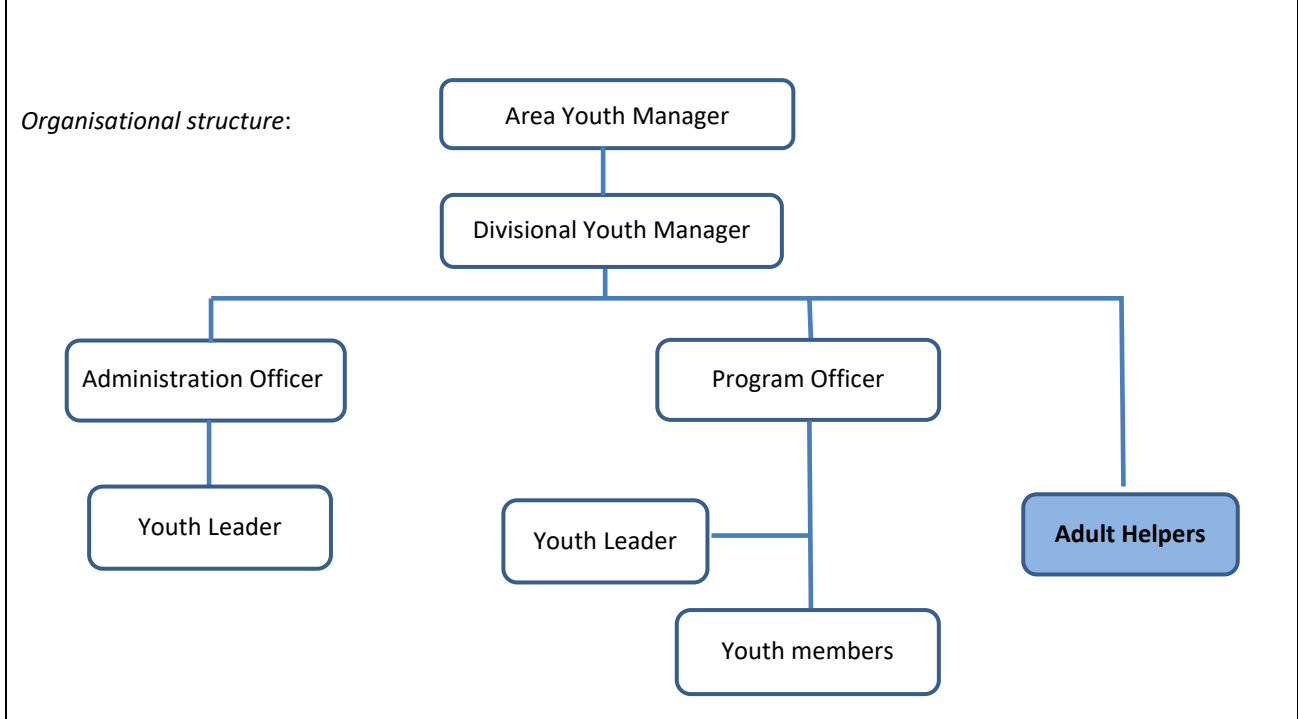 Area Youth Manager
Organisational structure:
Divisional Youth Manager
Administration Officer
Program Officer
Youth Leader
Youth Leader
Adult Helpers
Youth members